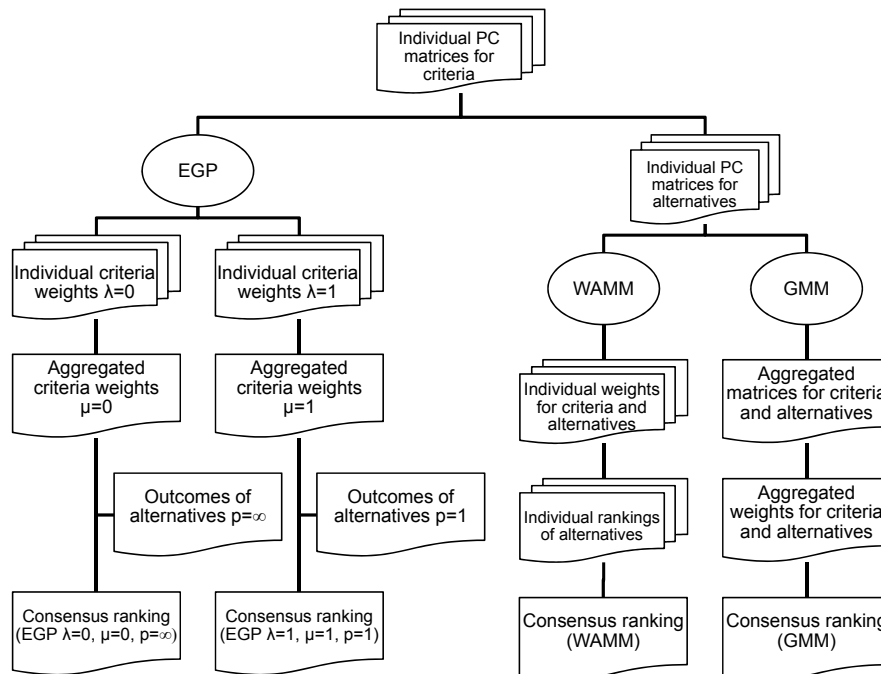 Individual PC
matrices for
criteria
EGP
Individual PC
matrices for
alternatives
Individual criteria
weights λ=0
Individual criteria
weights λ=1
WAMM
GMM
Aggregated
criteria weights
μ=0
Aggregated
criteria weights
μ=1
Individual weights
for criteria and
alternatives
Aggregated
matrices for criteria
and alternatives
Outcomes of
alternatives p=∞
Outcomes of
alternatives p=1
Individual rankings
of alternatives
Aggregated
weights for criteria
and alternatives
Consensus ranking
(EGP λ=0, μ=0, p=∞)
Consensus ranking
(EGP λ=1, μ=1, p=1)
Consensus ranking
(WAMM)
Consensus ranking
(GMM)